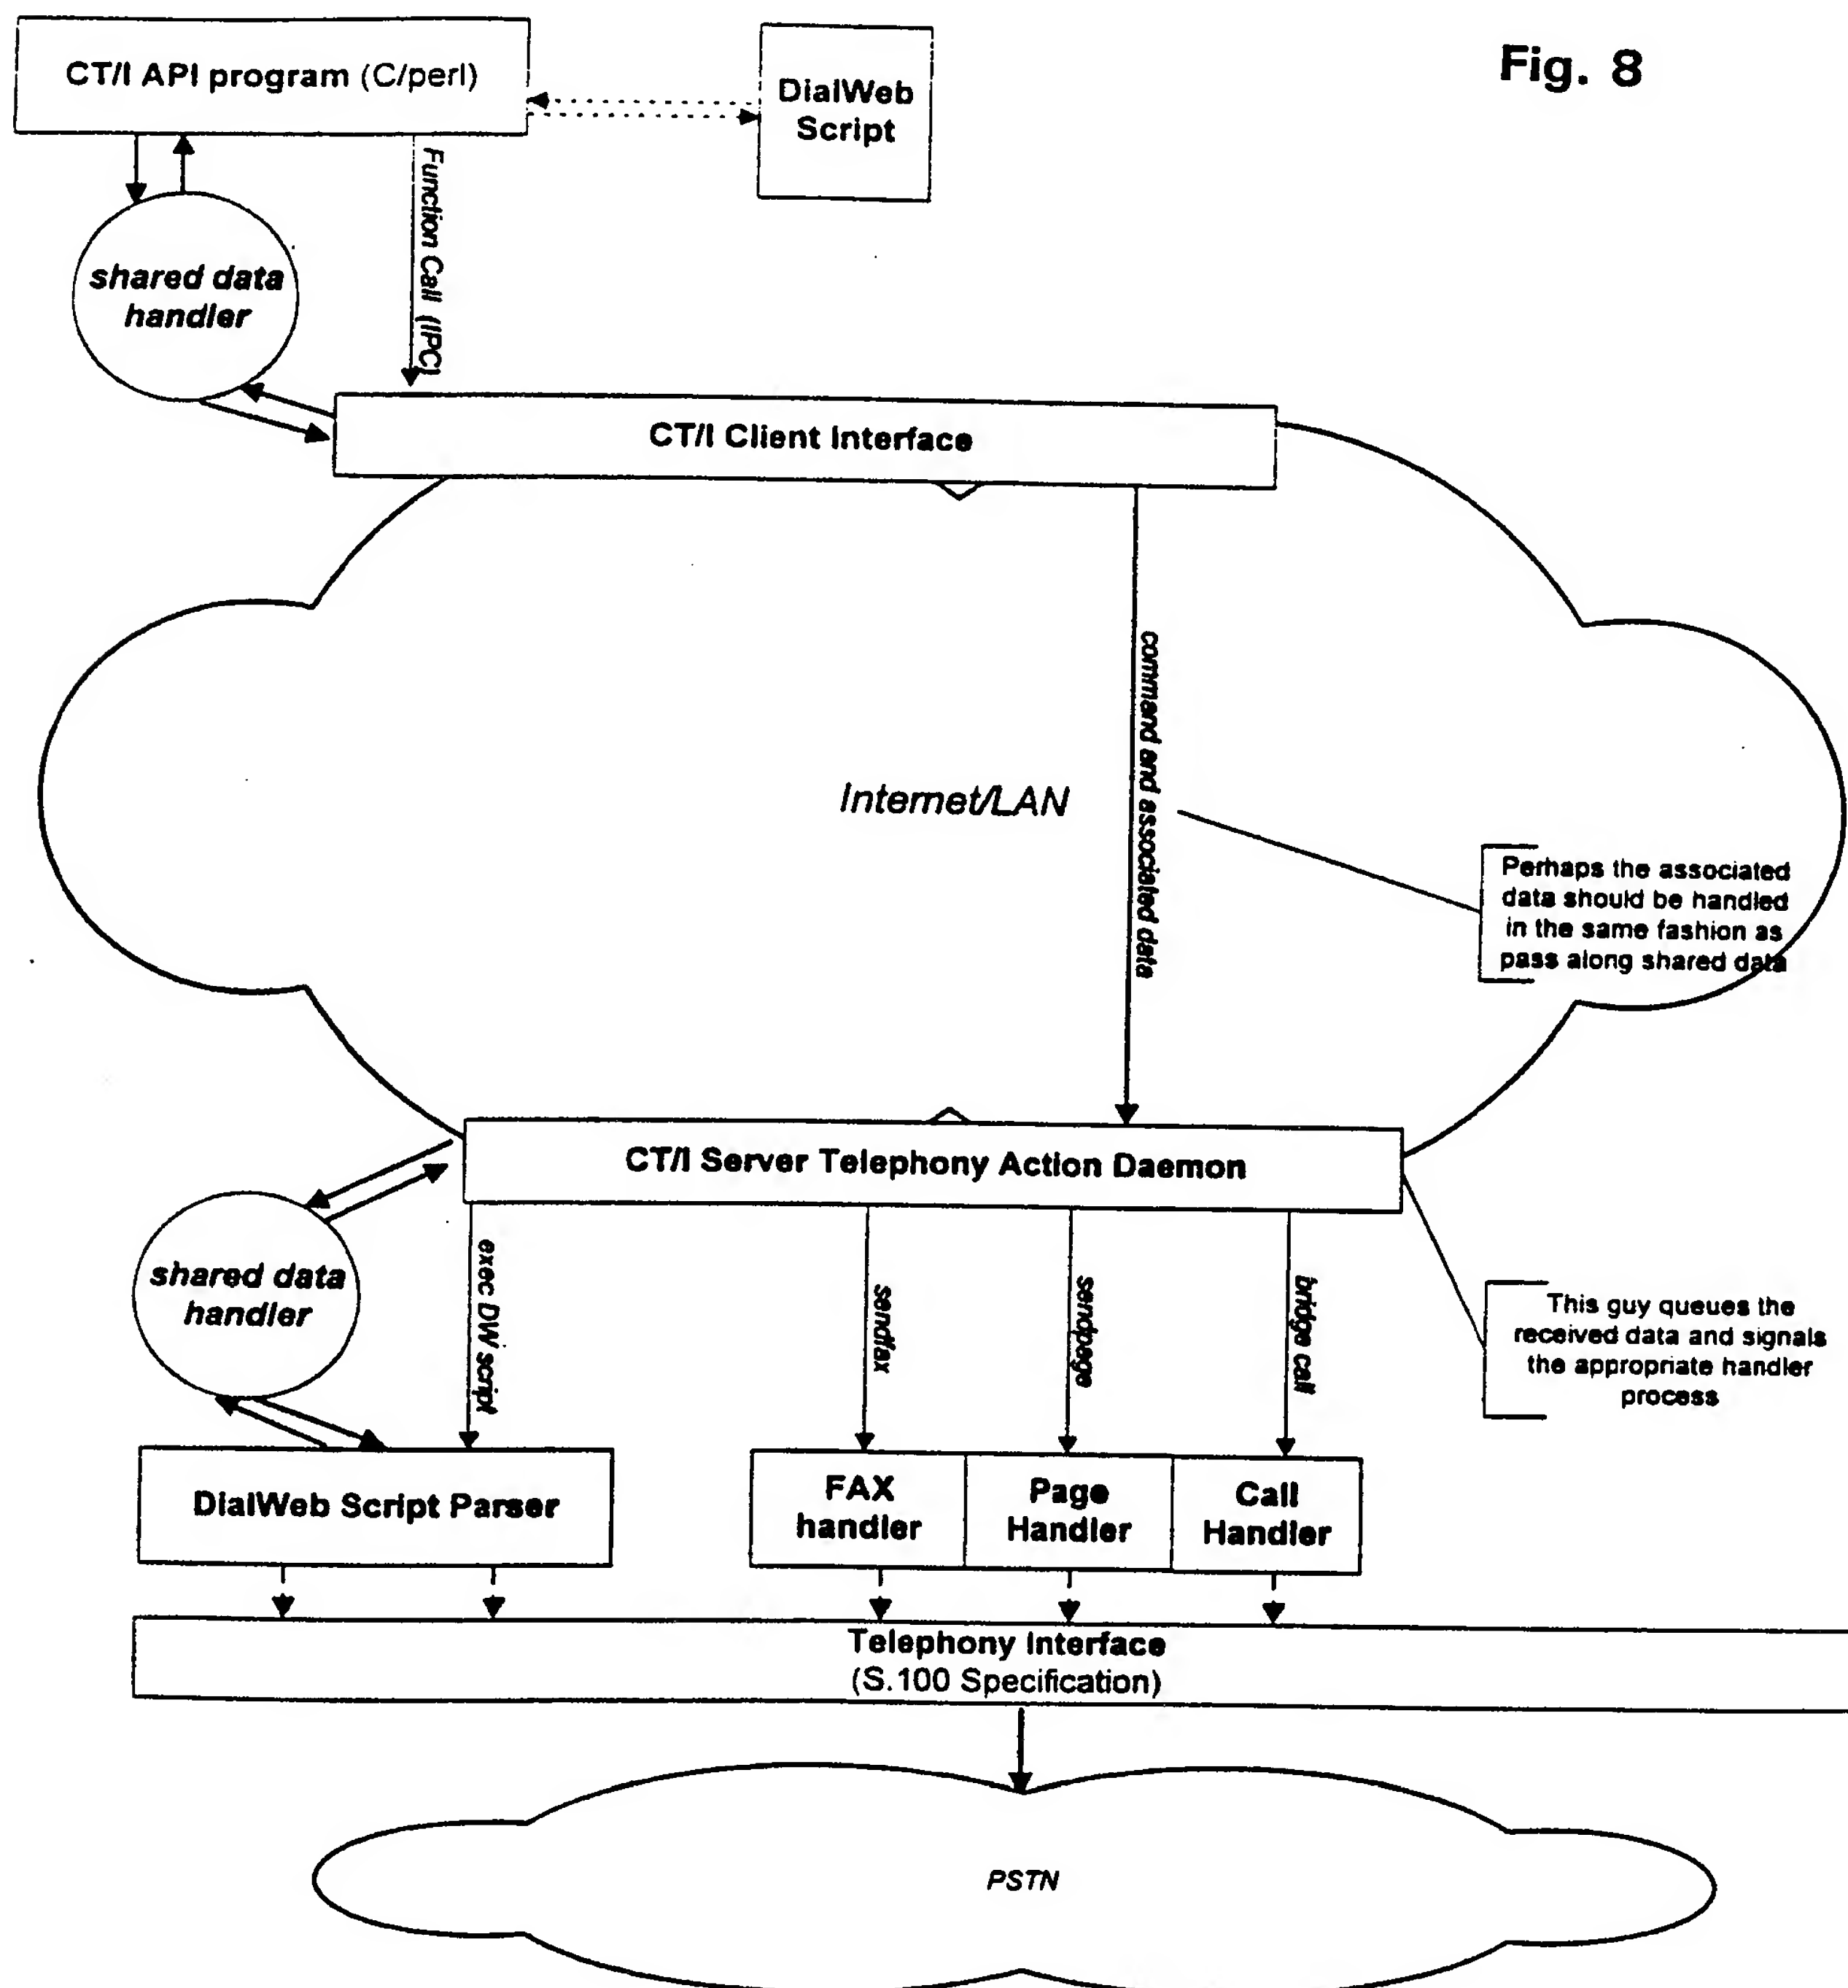 Fig. 8
CT/I API program (C/perl)
DialWeb
Script
Function Call (IPC)
shared data
handler
CT/I Client Interface
command and associated data
Internet/LAN
Perhaps the associated
data should be handled
in the same fashion as
pass along shared data
CT/I Server Telephony Action Daemon
shared data
handler
exec DW script
sendfax
sendpage
bridge call
This guy queues the
received data and signals
the appropriate handler
process
DialWeb Script Parser
FAX
handler
Page
Handler
Call
Handler
Telephony Interface
(S.100 Specification)
PSTN